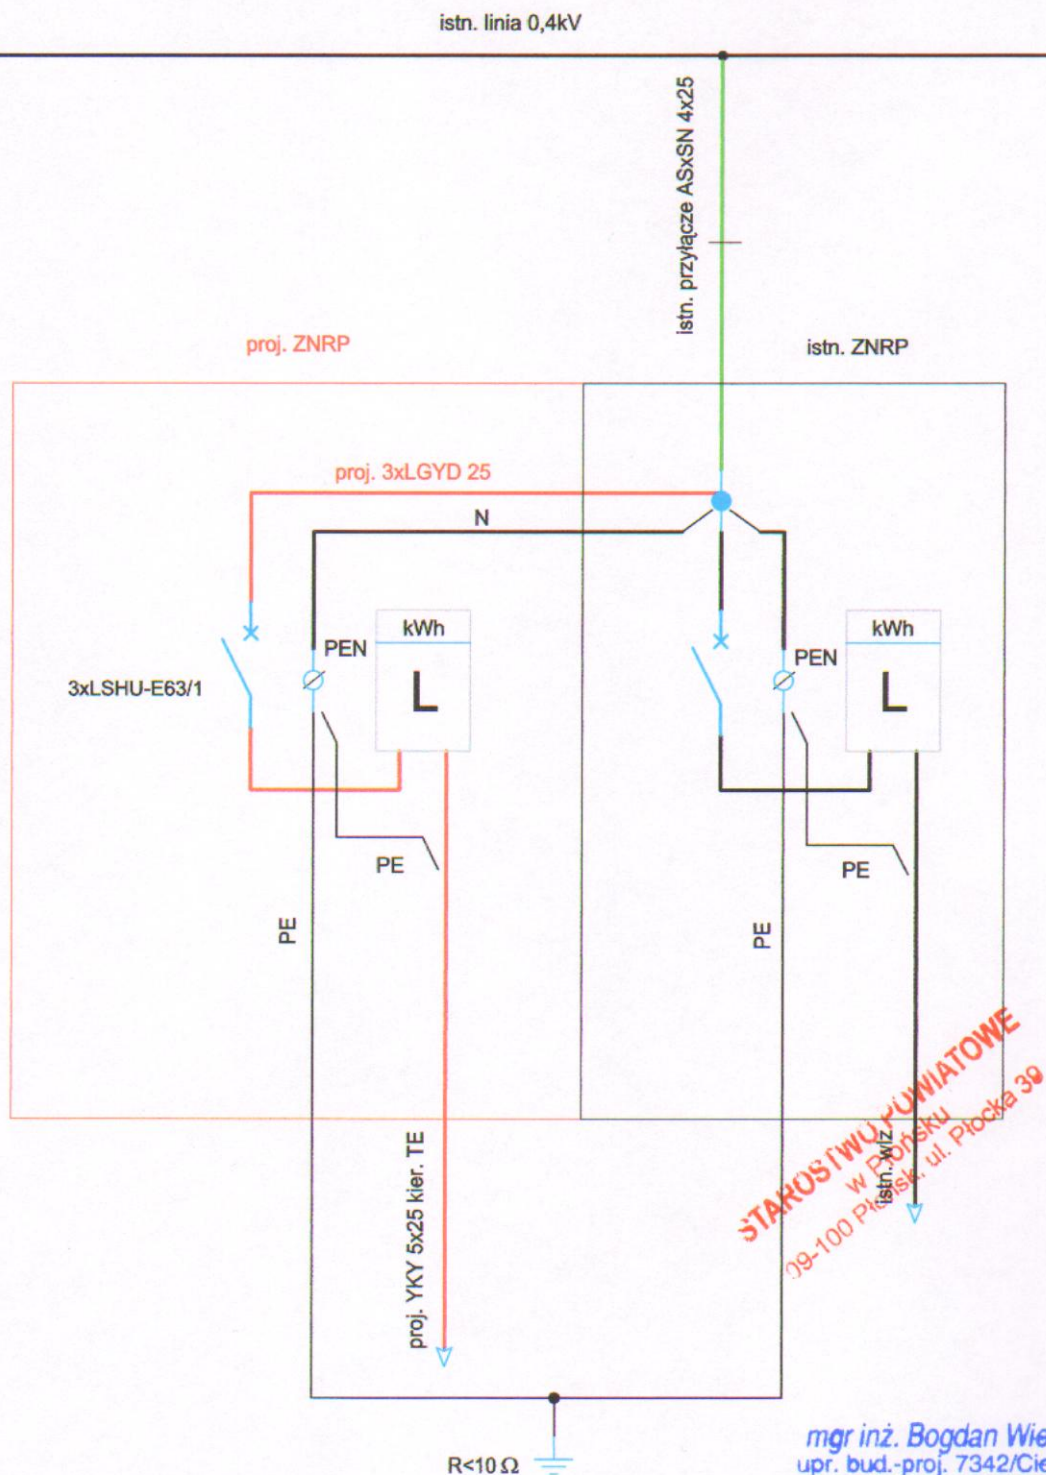 istn. linia 0,4kV
istn. przyłącze ASxSN 4x25
proj. ZNRP
istn. ZNRP
proj. 3xLGYD 25
N
kWh
kWh
PEN
PEN
L
L
3xLSHU-E63/1
PE
PE
PE
PE
STAROSTWO POWIATOWE
w Płońsku
09-100 Płońsk, ul. Płocka 39
istn. wlz
proj. YKY 5x25 kier. TE
R<10 Ω
mgr inż. Bogdan
upr. bud.-proj. 7342/Cie